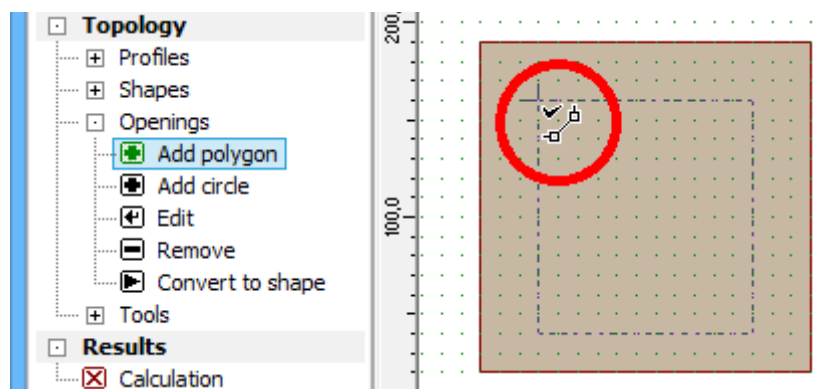 Topology
Profiles
Shapes
Openings
Add polygon
Add circle
Edit
Remove
Convert to shape
Tools
Results
Calculation
200,
100,0